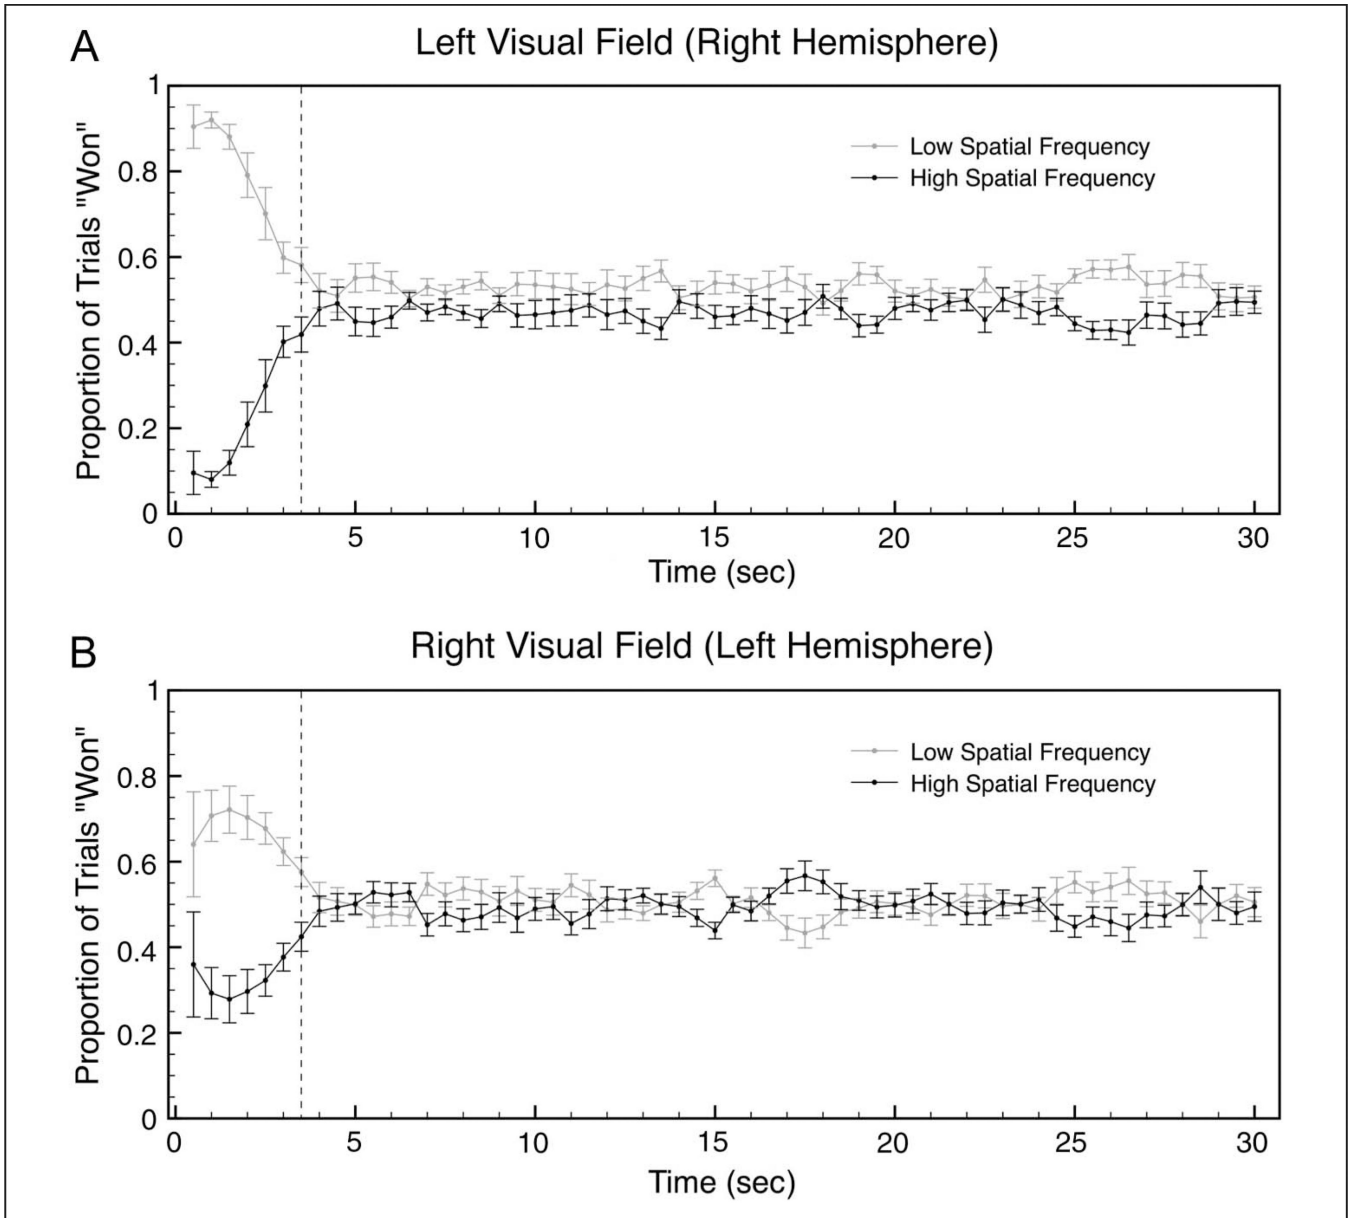 A
Left Visual Field (Right Hemisphere)
1
0.8
0.6
0.4
0.2
0
Proportion of Trials "Won"
Low Spatial Frequency
High Spatial Frequency
0 5 10 15 20 25 30
Time (sec)
B
Right Visual Field (Left Hemisphere)
1
0.8
0.6
0.4
0.2
0
Proportion of Trials "Won"
Low Spatial Frequency
High Spatial Frequency
0 5 10 15 20 25 30
Time (sec)